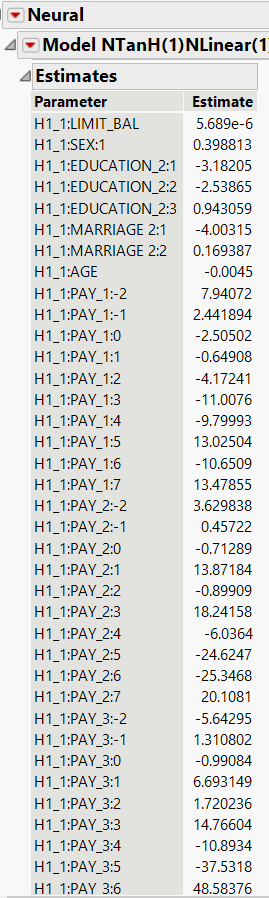 Neural
Model NTanH(1)NLinear(1
Estimates
Parameter Estimate
H1_1:LIMIT_BAL 5.689e-6
H1_1:SEX:1 0.398813
H1_1:EDUCATION_2:1 -3.18205
H1_1:EDUCATION_2:2 -2.53865
H1_1:EDUCATION_2:3 0.943059
H1_1:MARRIAGE 2:1 -4.00315
H1_1:MARRIAGE 2:2 0.169387
H1_1:AGE -0.0045
H1_1:PAY_1:-2 7.94072
H1_1:PAY_1:-1 2.441894
H1_1:PAY_1:0 -2.50502
H1_1:PAY_1:1 -0.64908
H1_1:PAY_1:2 -4.17241
H1_1:PAY_1:3 -11.0076
H1_1:PAY_1:4 -9.79993
H1_1:PAY_1:5 13.02504
H1_1:PAY_1:6 -10.6509
H1_1:PAY_1:7 13.47855
H1_1:PAY_2:-2 3.629838
H1_1:PAY_2:-1 0.45722
H1_1:PAY_2:0 -0.71289
H1_1:PAY_2:1 13.87184
H1_1:PAY_2:2 -0.89909
H1_1:PAY_2:3 18.24158
H1_1:PAY_2:4 -6.0364
H1_1:PAY_2:5 -24.6247
H1_1:PAY_2:6 -25.3468
H1_1:PAY_2:7 20.1081
H1_1:PAY_3:-2 -5.64295
H1_1:PAY_3:-1 1.310802
H1_1:PAY_3:0 -0.99084
H1_1:PAY_3:1 6.693149
H1_1:PAY_3:2 1.720236
H1_1:PAY_3:3 14.76604
H1_1:PAY_3:4 -10.8934
H1_1:PAY_3:5 -37.5318
H1_1:PAY_3:6 48.58376